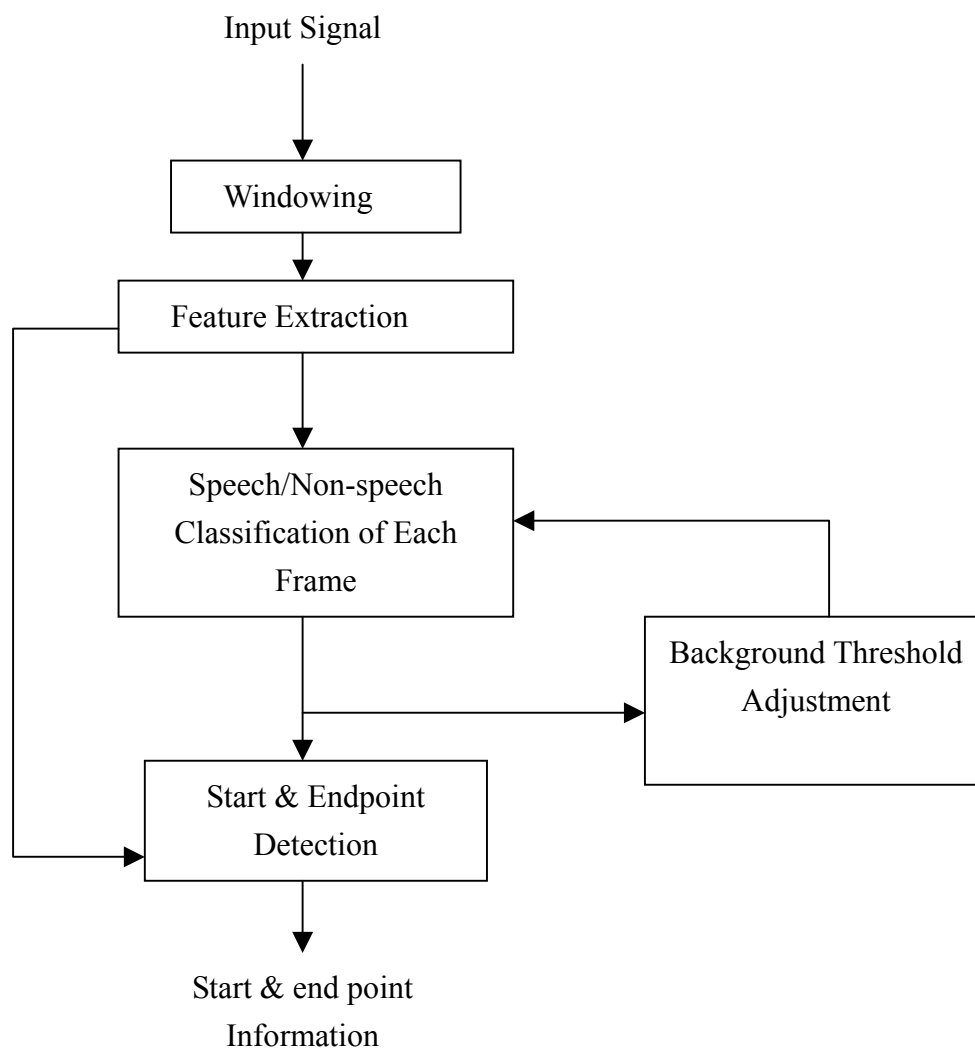 Input Signal
Windowing
Feature Extraction
Speech/Non-speech
Classification of Each
Frame
Background Threshold
Adjustment
Start & Endpoint
Detection
Start & end point
Information